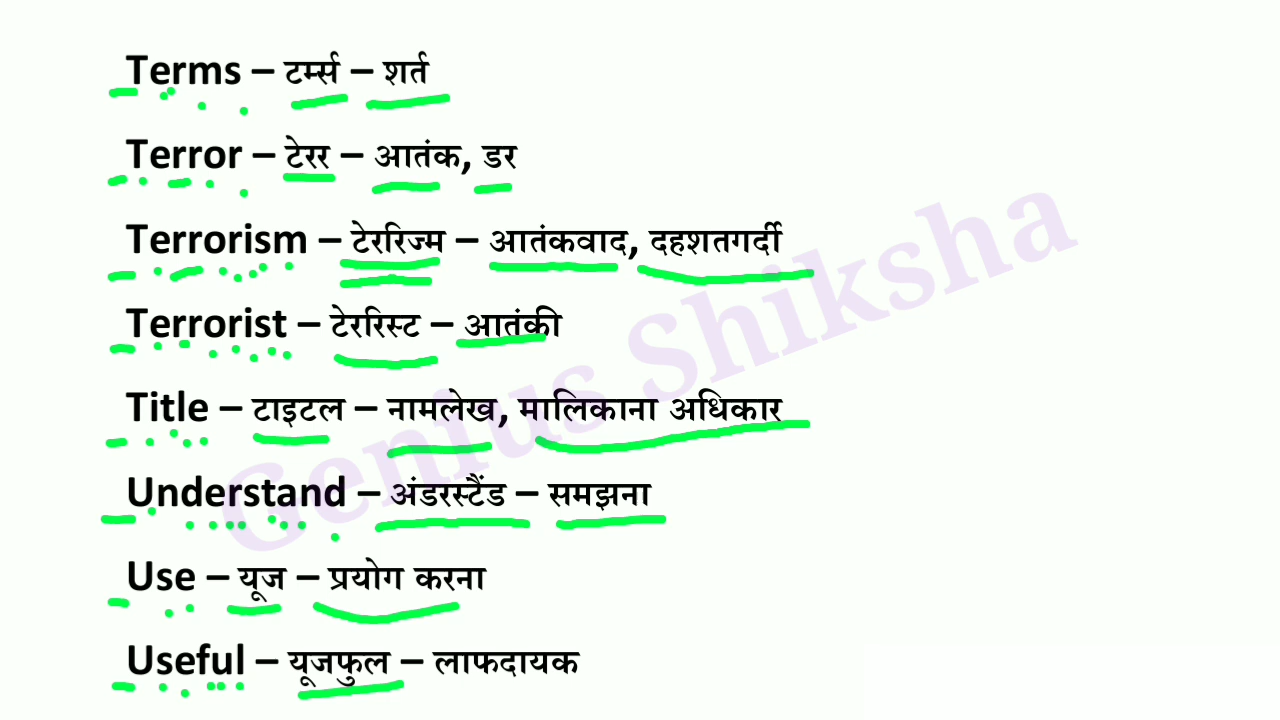 Terms – टर्म्स – शर्त
Terror – टेरर – आतंक, डर
Terrorism – टेररिज्म – आतंकवाद, दहशतगर्दी
Terrorist – टेररिस्ट – आतंकी
Title – टाइटल – नामलेख, मालिकाना अधिकार
Understand – अंडरस्टैंड – समझना
Use – यूज – प्रयोग करना
Useful – यूजफुल – लाफदायक
Genius Shiksha